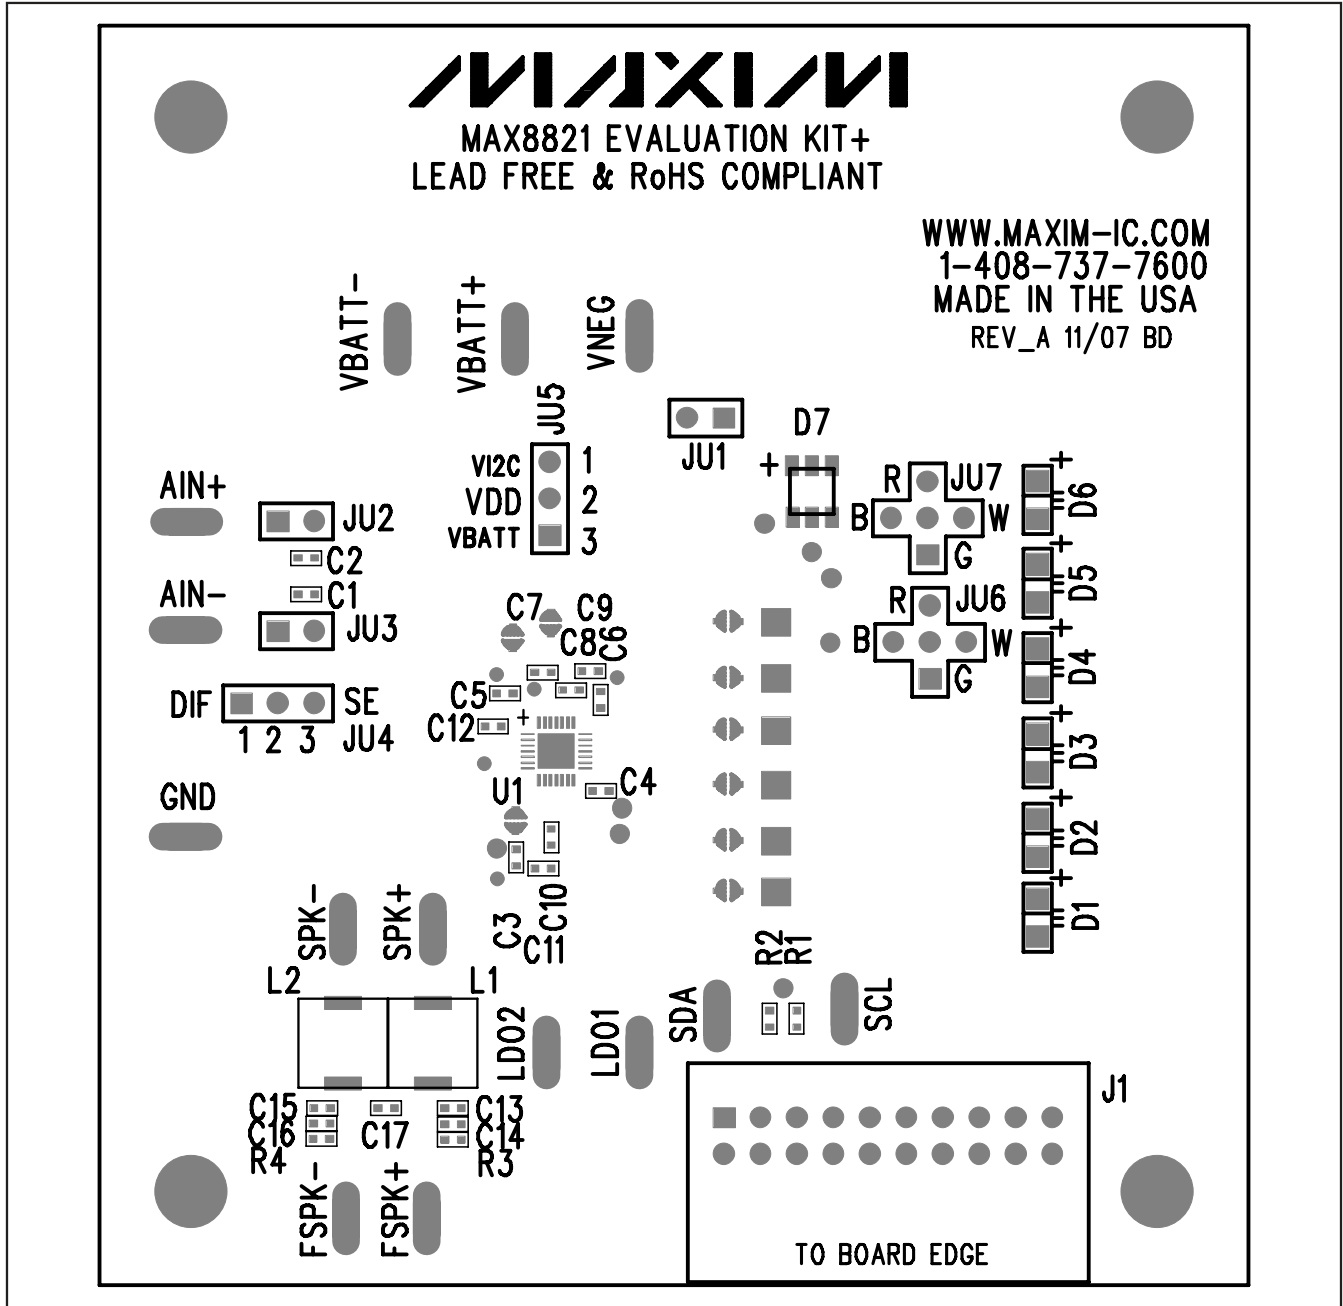 MAXIM
MAX8821 EVALUATION KIT+
LEAD FREE & RoHS COMPLIANT
WWW.MAXIM-IC.COM
1-408-737-7600
MADE IN THE USA
REV_A 11/07 BD
VBATT-
VBATT+
VNEG
JU5
JU1
D7
+
VI2C 1
VDD 2
VBATT 3
AIN+
JU2
C2
AIN-
C1
JU3
DIF
SE
1 2 3
JU4
GND
R
JU7
B
W
G
R
JU6
B
W
G
+
D6
+
D5
+
D4
+
D3
+
D2
+
D1
C7
C9
C8
C6
C5
C12
+
U1
C4
C3
C10
C11
SPK-
SPK+
L2
L1
LDO2
LDO1
SDA
R2
R1
SCL
C15
C16
R4
C17
C13
C14
R3
FSPK-
FSPK+
J1
TO BOARD EDGE